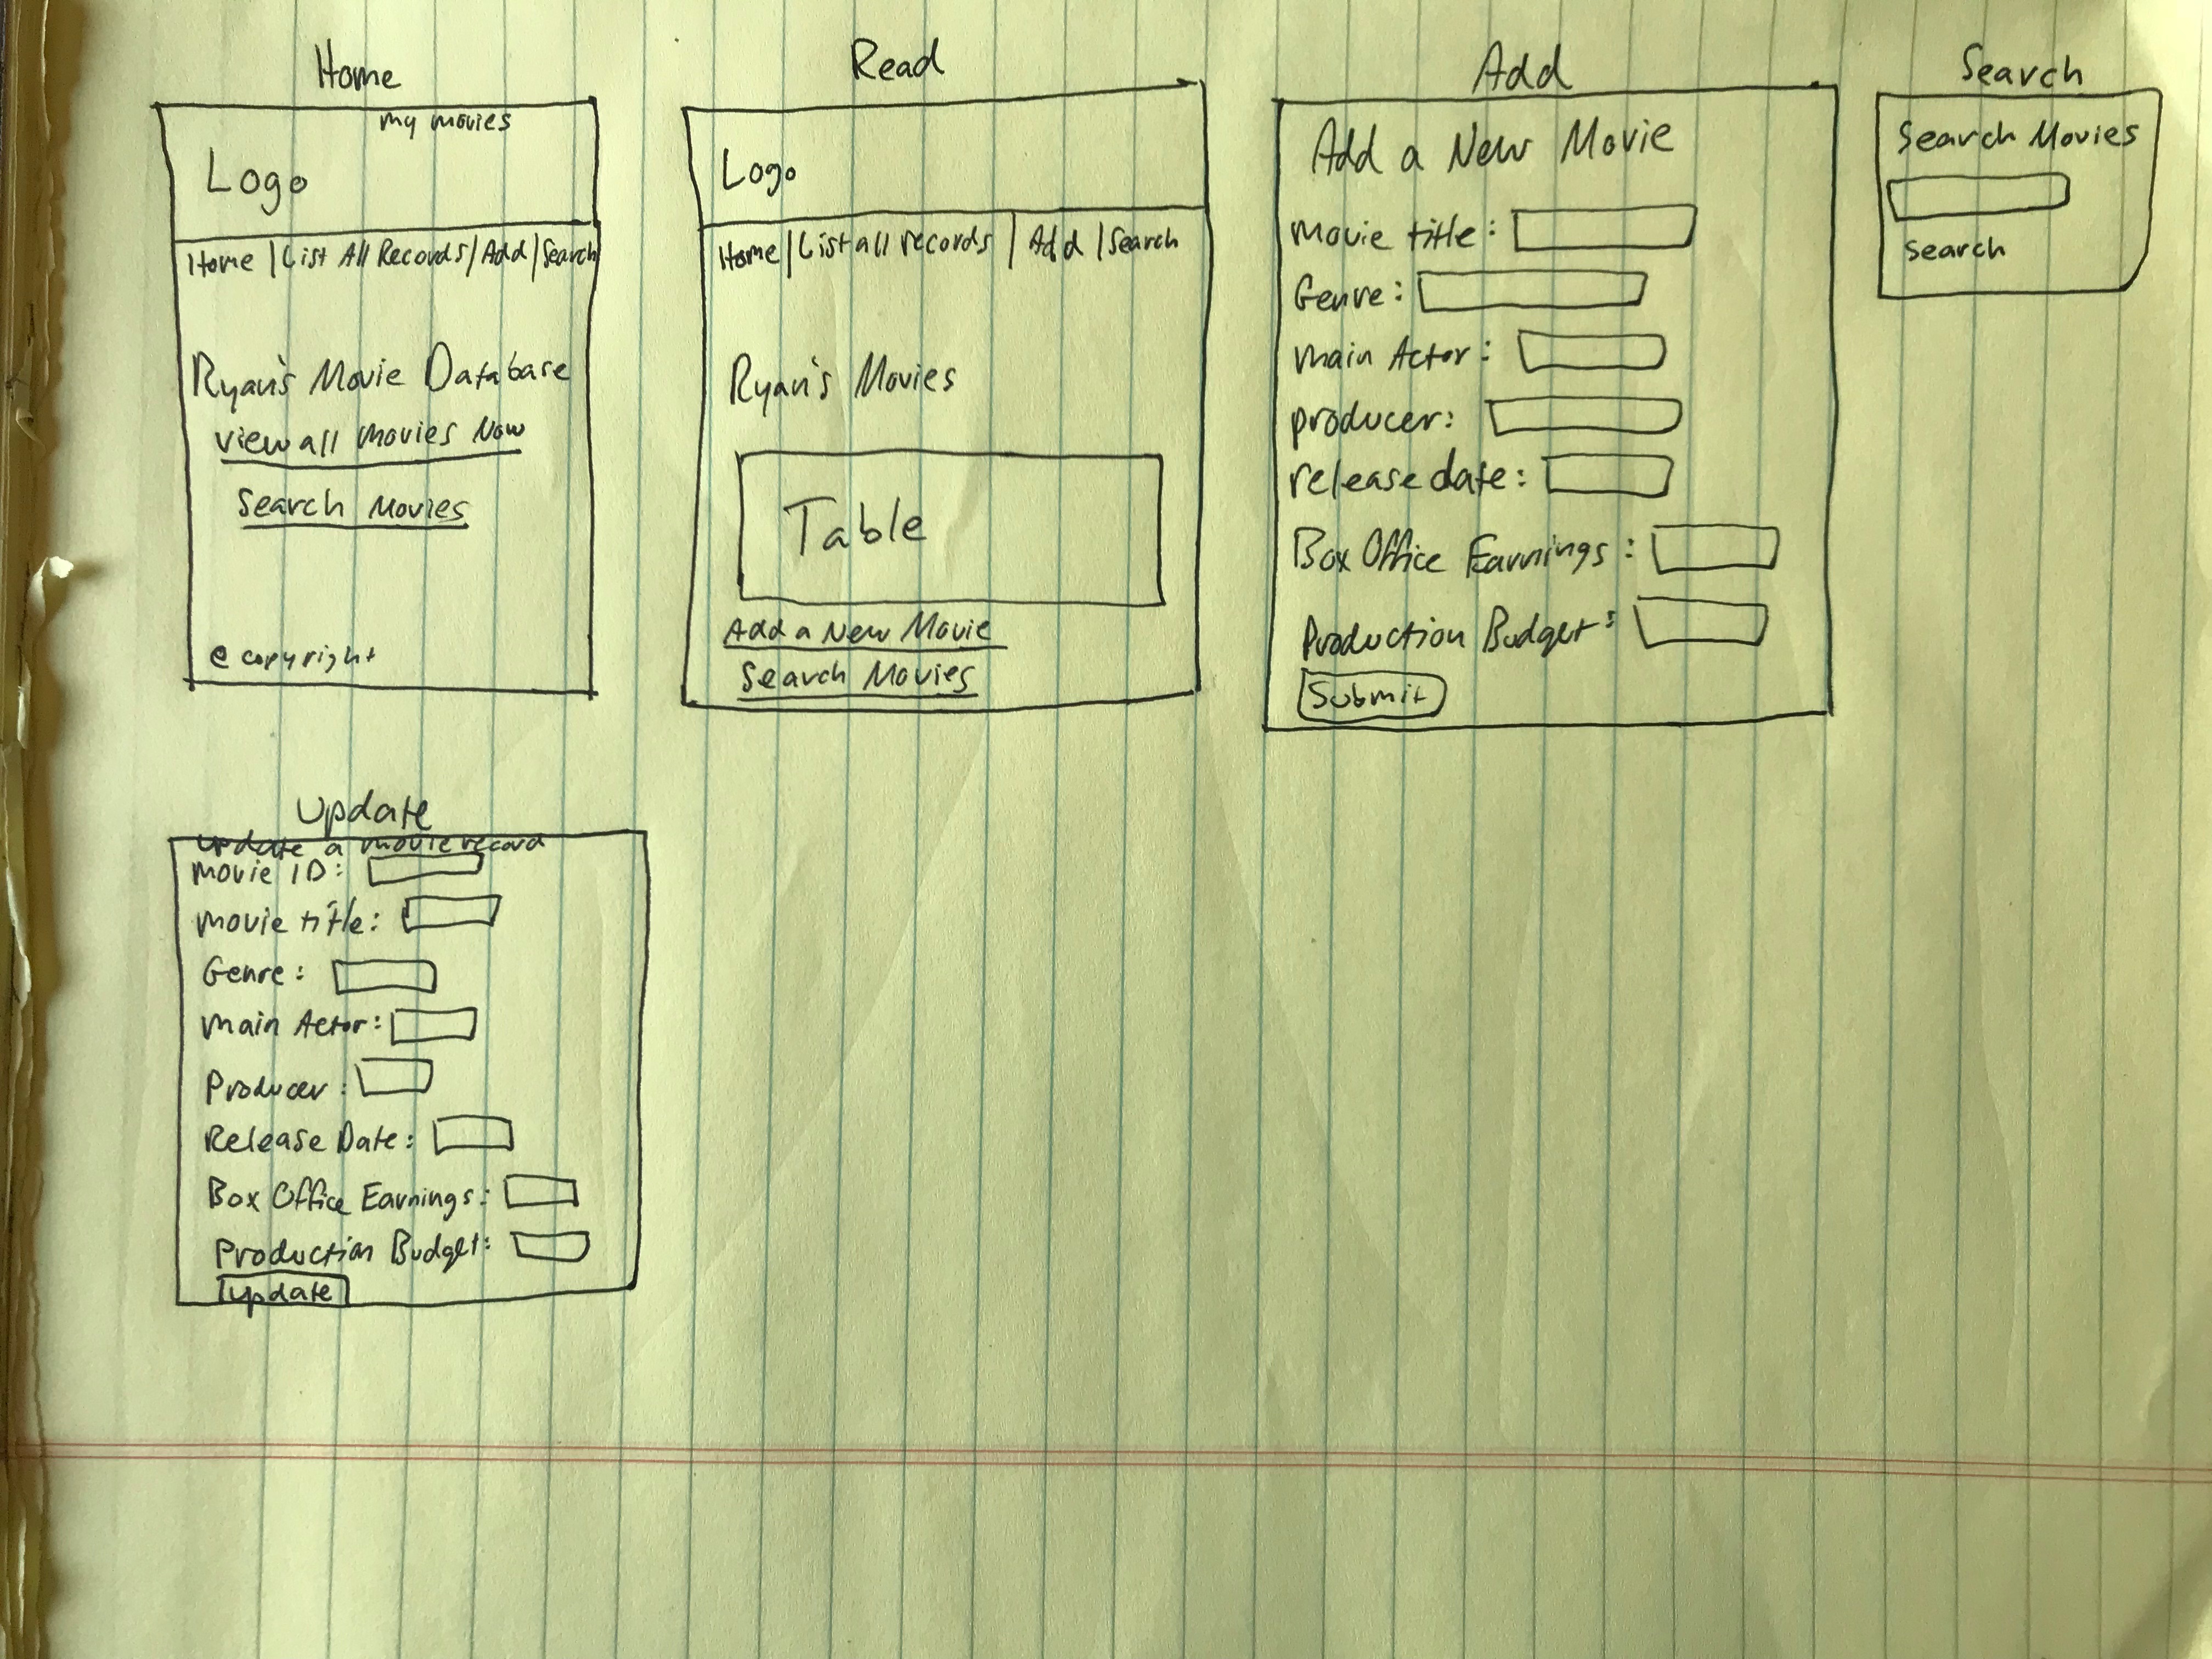 Home
my movies
Logo
Home | List All Records | Add | Search
Ryan's Movie Database
View all movies Now
Search Movies
© copyright
Read
Logo
Home | List all records | Add | Search
Ryan's Movies
Table
Add a New Movie
Search Movies
Add
Add a New Movie
movie title:
Genre:
main Actor:
producer:
release date:
Box Office Earnings:
Production Budget:
Submit
Search
Search Movies
Search
Update
update a movie record
movie ID:
movie title:
Genre:
main Actor:
Producer:
Release Date:
Box Office Earnings:
Production Budget:
Update